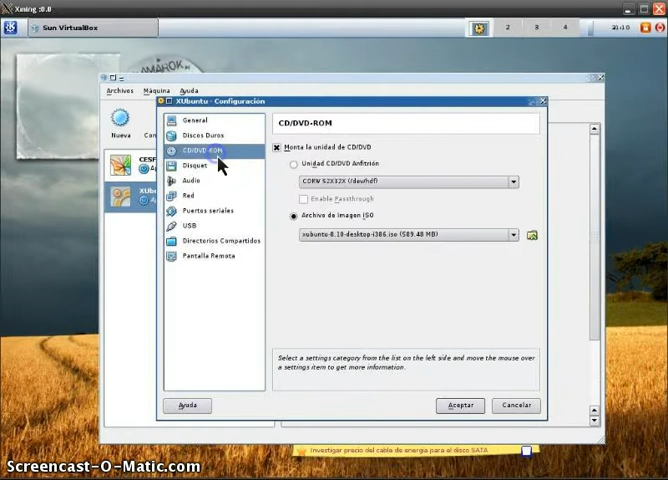 Xming :0.0
Sun VirtualBox
2
3
4
21:10
Archivos Máquina Ayuda
XUbuntu - Configuración
Nueva
General
Discos Duros
CD/DVD-ROM
Disquet
Audio
Red
Puertos seriales
USB
Directorios Compartidos
Pantalla Remota
CD/DVD-ROM
Monta la unidad de CD/DVD
Unidad CD/DVD Anfitrión
CDRW 52X32X (/dev/hdf)
Enable Passthrough
Archivo de Imagen ISO
xubuntu-8.10-desktop-i386.iso (589.48 MB)
Select a settings category from the list on the left side and move the mouse over
a settings item to get more information.
Ayuda
Aceptar
Cancelar
Investigar precio del cable de energia para el disco SATA
Screencast-O-Matic.com